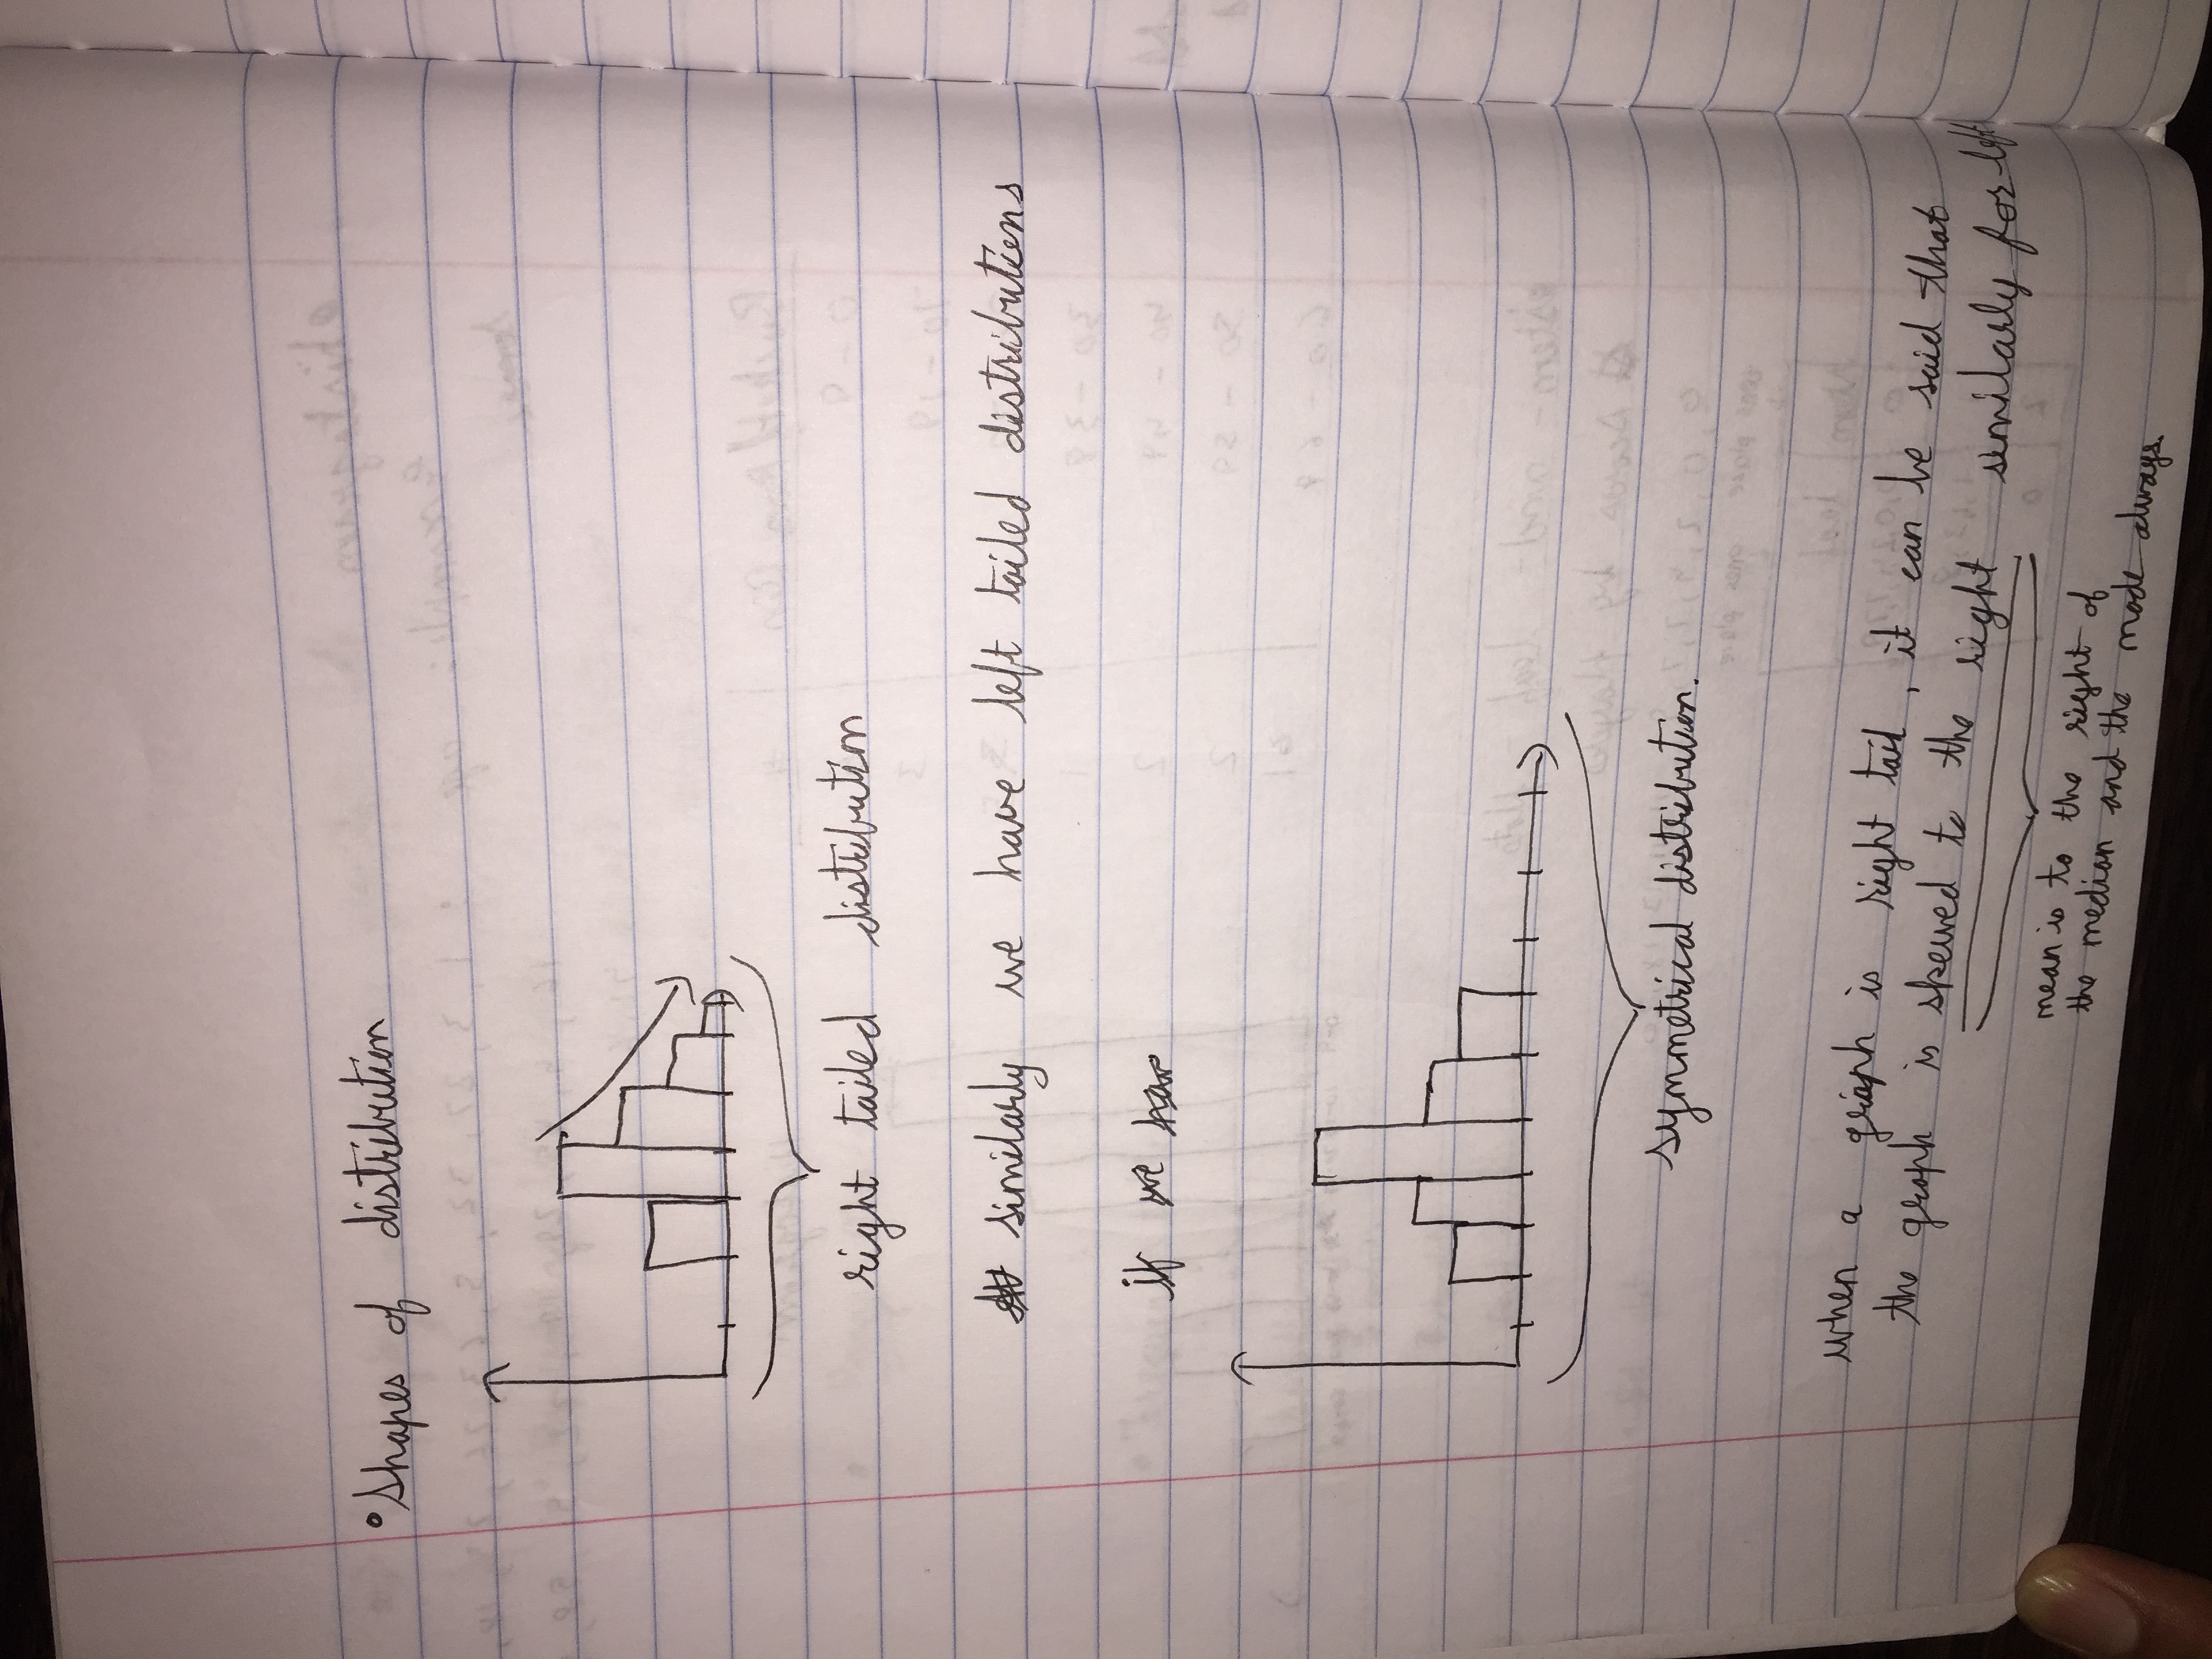 • Shapes of distribution
right tailed distribution
similarly we have left tailed distributions
if we hav
symmetrical distribution.
when a graph is right tail, it can be said that
the graph is skewed to the right similarly for left
mean is to the right of
the median and the mode always.